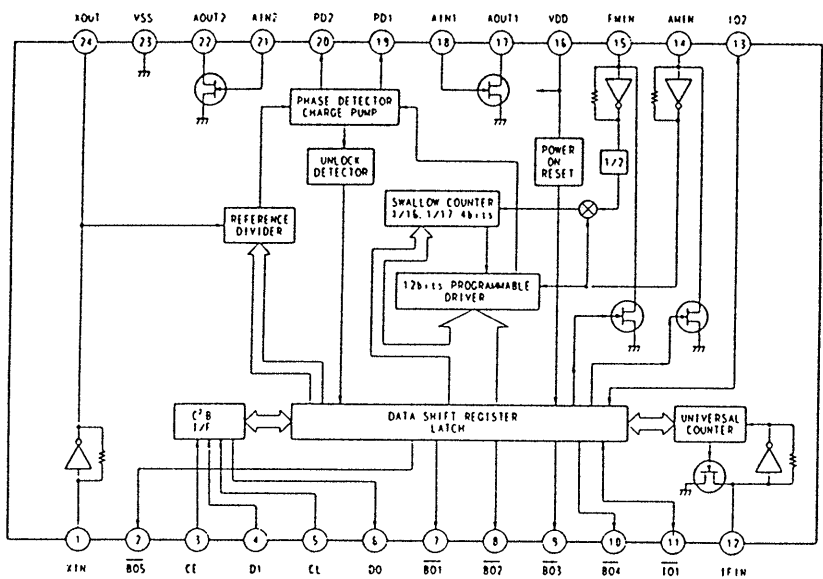 XOUT VSS AOUT2 AIN2 PD2 PD1 AIN1 AOUT1 VDD FMIN AMIN IO2
24 23 22 21 20 19 18 17 16 15 14 13
PHASE DETECTOR
CHARGE PUMP
UNLOCK
DETECTOR
POWER
ON
RESET
1/2
SWALLOW COUNTER
1/16, 1/17 4bits
REFERENCE
DIVIDER
12bits PROGRAMMABLE
DRIVER
C²B
I/F
DATA SHIFT REGISTER
LATCH
UNIVERSAL
COUNTER
1 2 3 4 5 6 7 8 9 10 11 12
XIN BO5 CE DI CL DO BO1 BO2 BO3 BO4 IO1 IFIN